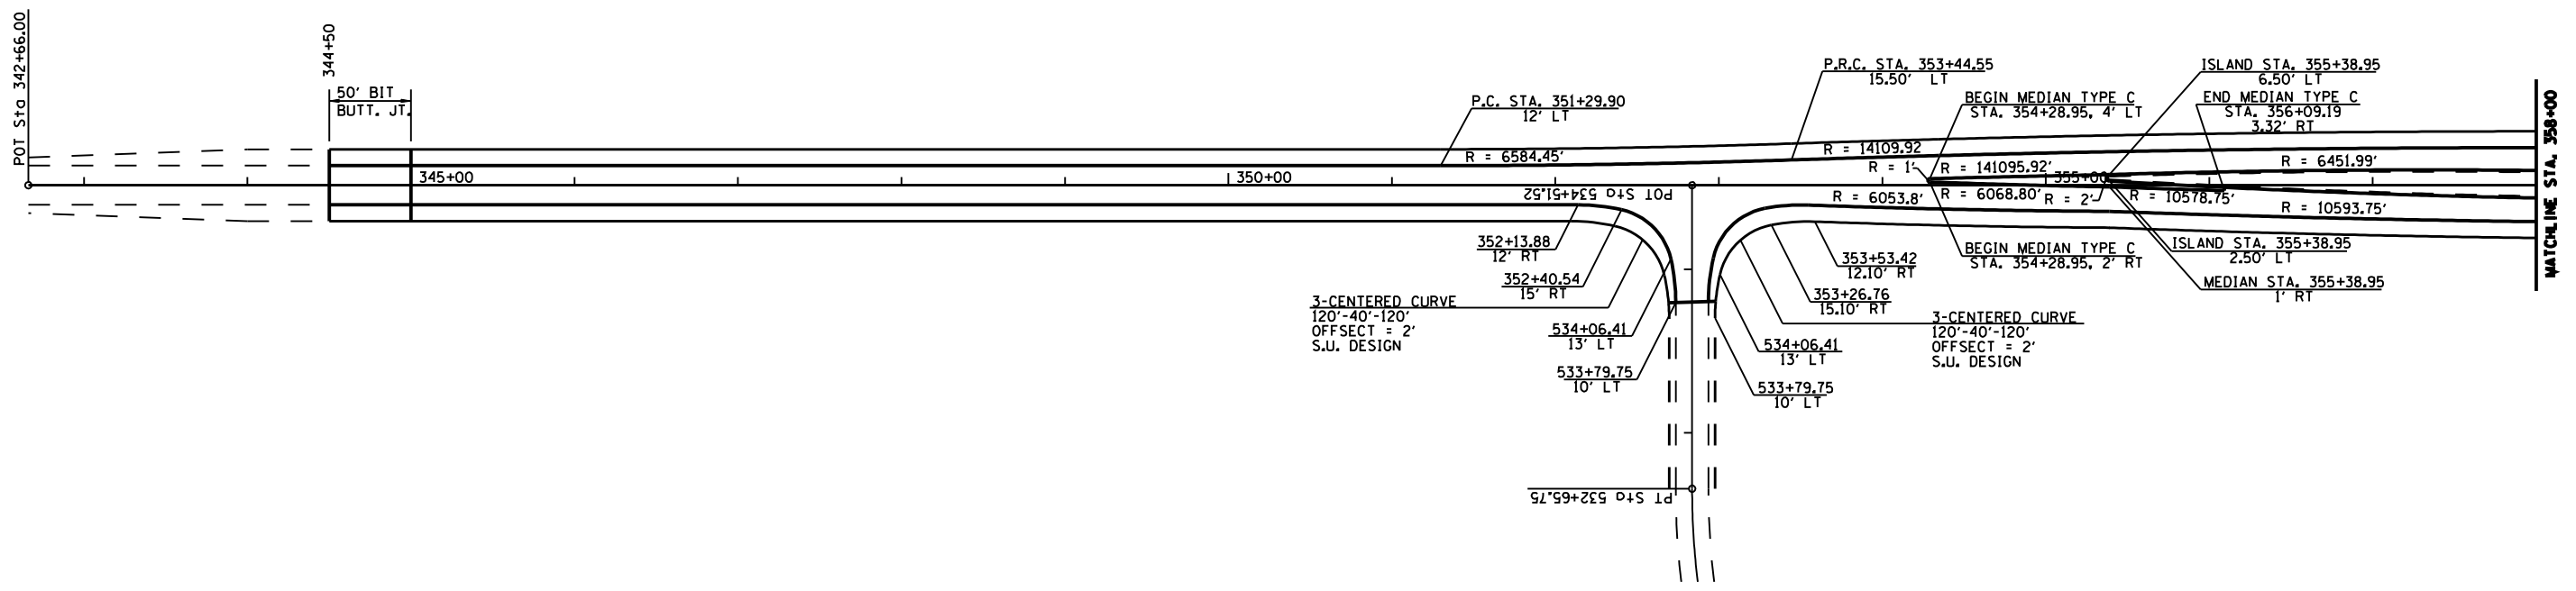 POT Sta 342+66.00
344+50
50' BIT
BUTT. JT.
345+00
350+00
355+00
P.C. STA. 351+29.90
12' LT
R = 6584.45'
P.R.C. STA. 353+44.55
15.50' LT
R = 14109.92
R = 1'
R = 141095.92'
BEGIN MEDIAN TYPE C
STA. 354+28.95, 4' LT
ISLAND STA. 355+38.95
6.50' LT
END MEDIAN TYPE C
STA. 356+09.19
3.32' RT
R = 6451.99'
MATCHLINE STA. 358+00
POT Sta 534+51.52
R = 6053.8'
R = 6068.80'
R = 2'
R = 10578.75'
R = 10593.75'
352+13.88
12' RT
352+40.54
15' RT
3-CENTERED CURVE
120'-40'-120'
OFFSECT = 2'
S.U. DESIGN
534+06.41
13' LT
533+79.75
10' LT
353+53.42
12.10' RT
353+26.76
15.10' RT
3-CENTERED CURVE
120'-40'-120'
OFFSECT = 2'
S.U. DESIGN
534+06.41
13' LT
533+79.75
10' LT
BEGIN MEDIAN TYPE C
STA. 354+28.95, 2' RT
ISLAND STA. 355+38.95
2.50' LT
MEDIAN STA. 355+38.95
1' RT
PT Sta 532+65.75